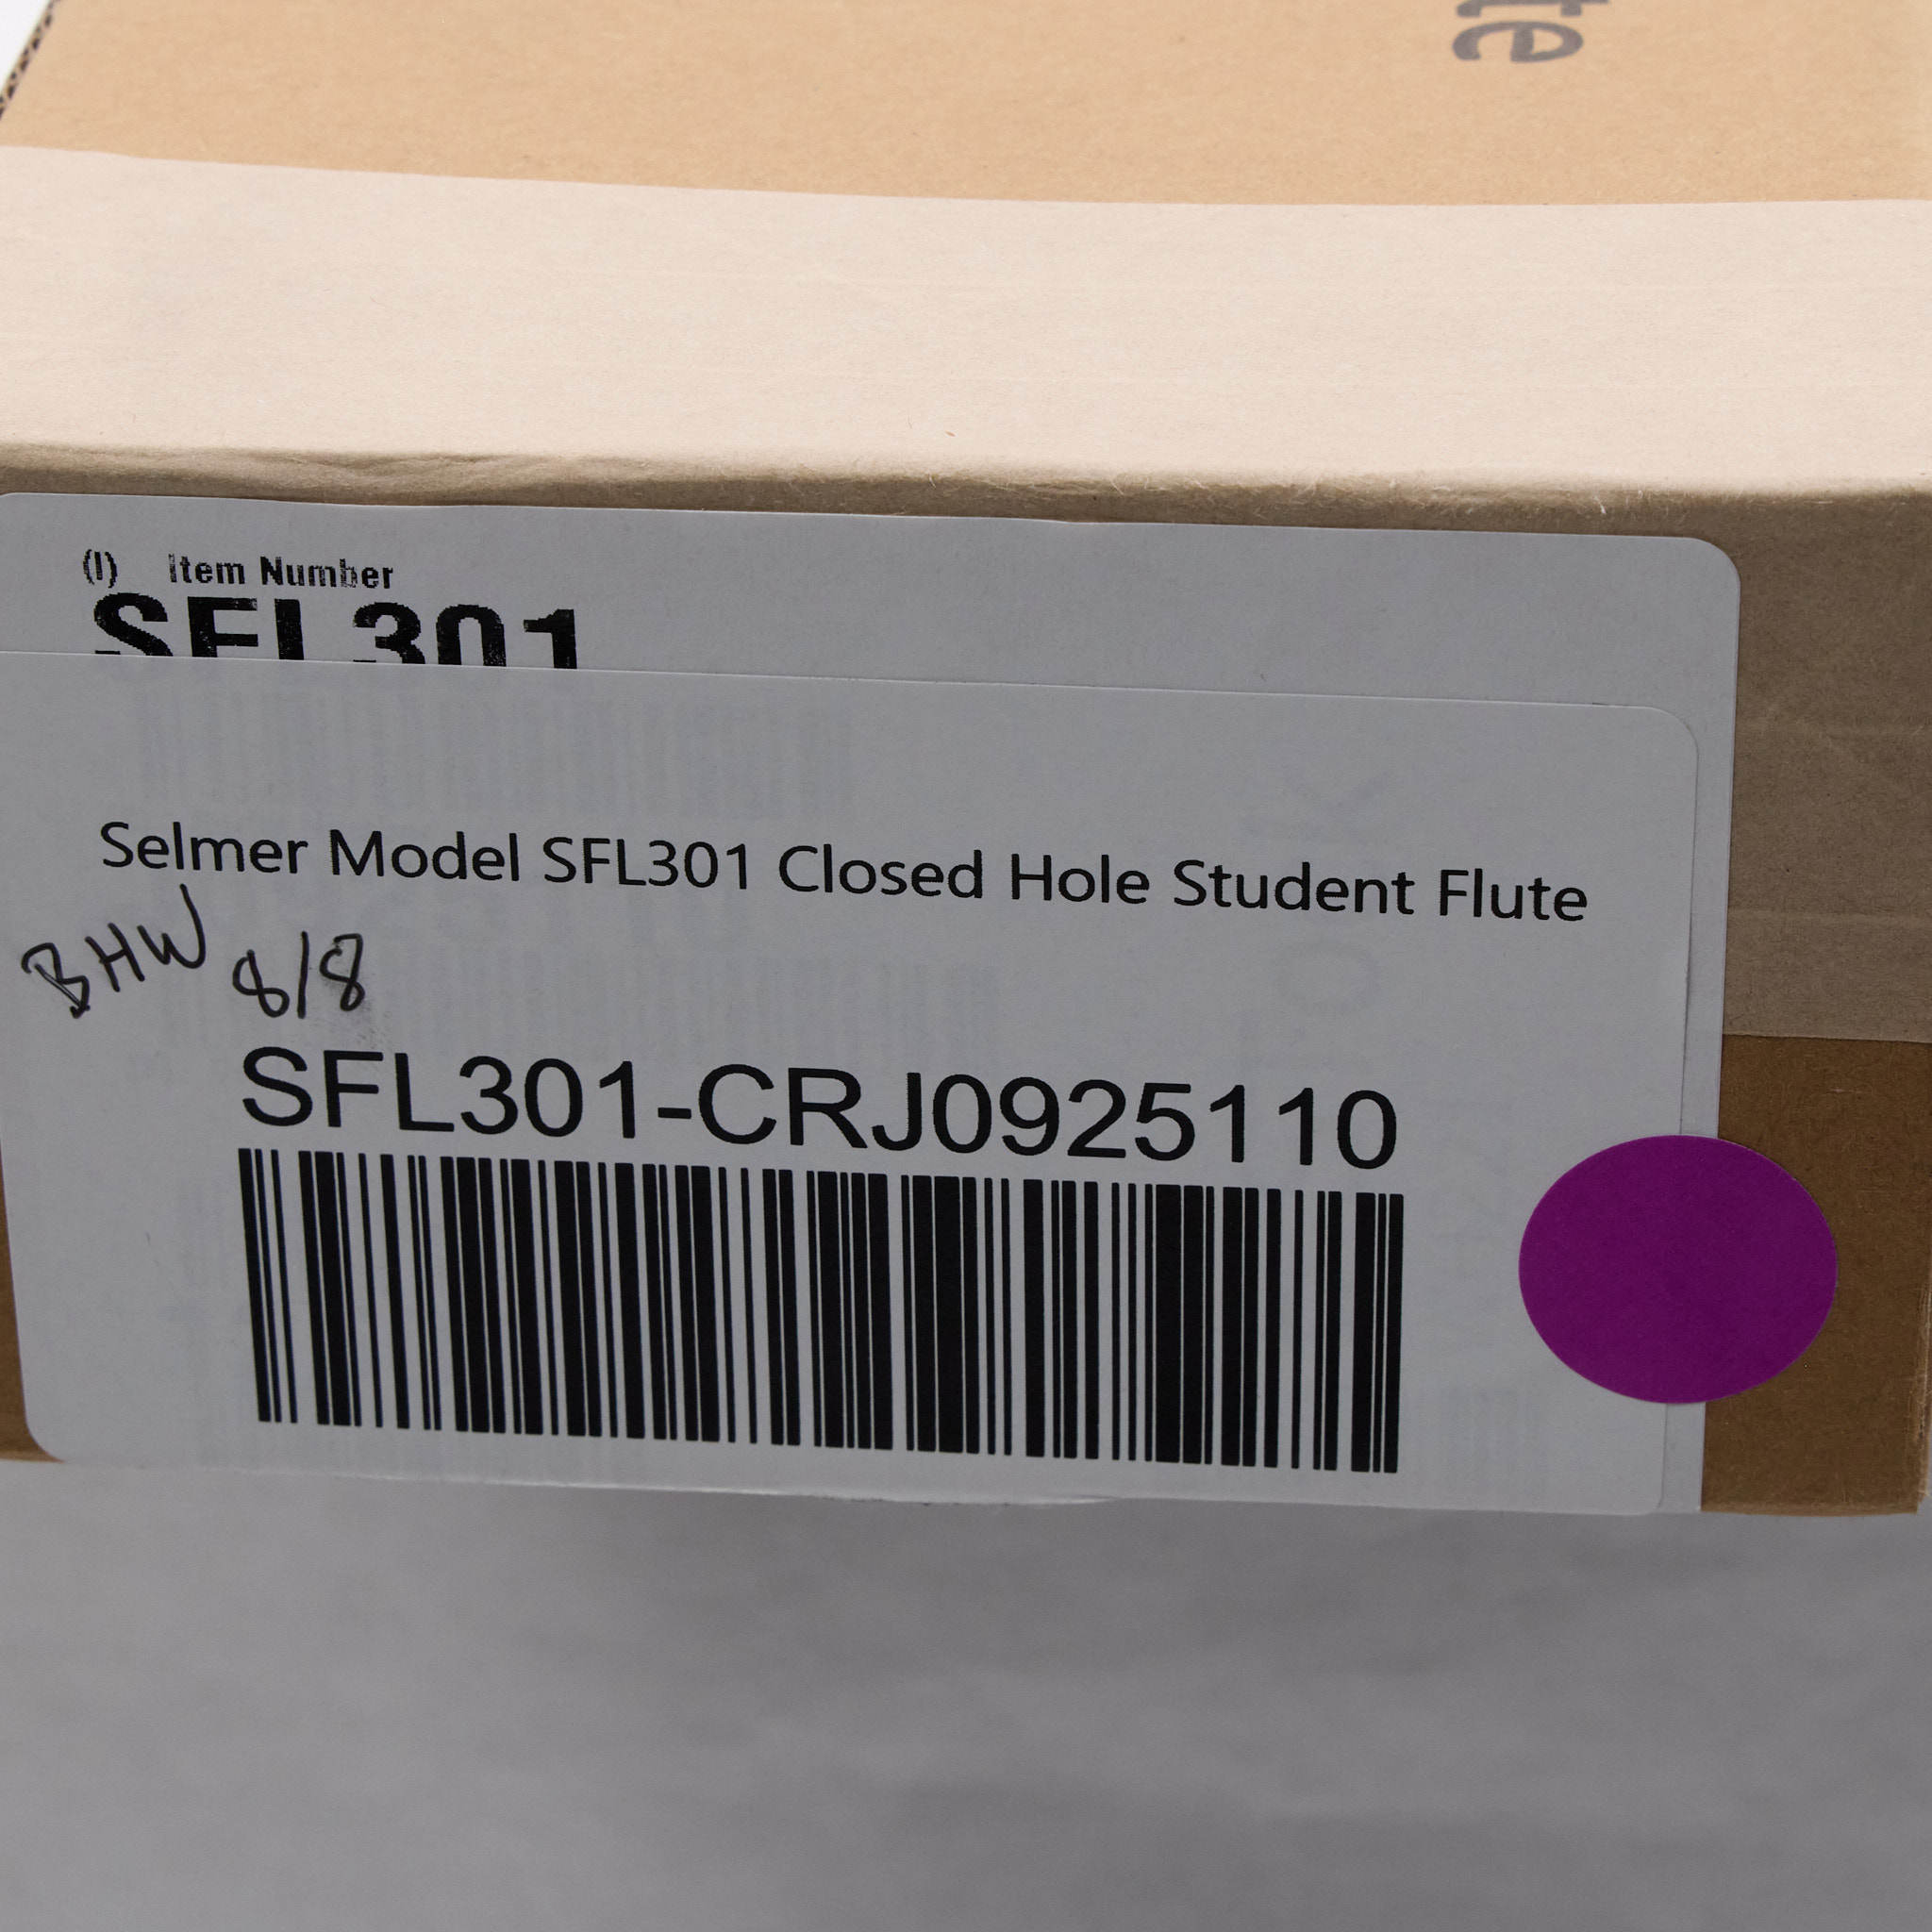 (I) Item Number
SFL301
Selmer Model SFL301 Closed Hole Student Flute
BHW 8/8
SFL301-CRJ0925110